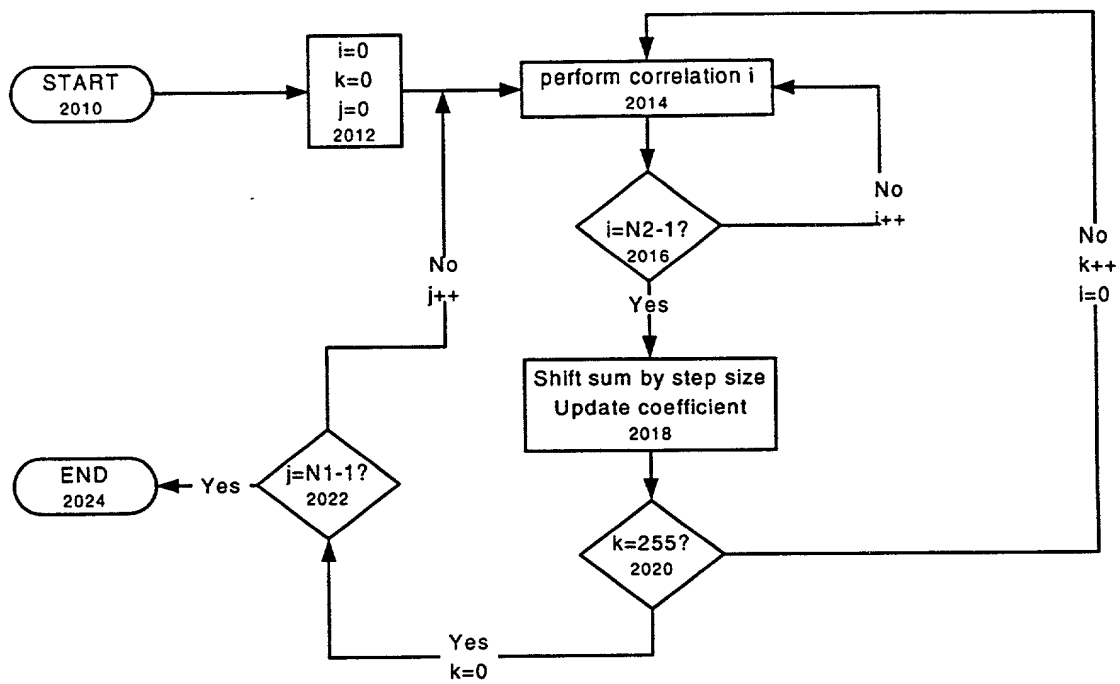 START
2010
i=0
k=0
j=0
2012
perform correlation i
2014
i=N2-1?
2016
No
i++
Yes
No
k++
i=0
Shift sum by step size
Update coefficient
2018
No
j++
j=N1-1?
2022
Yes
END
2024
k=255?
2020
Yes
k=0